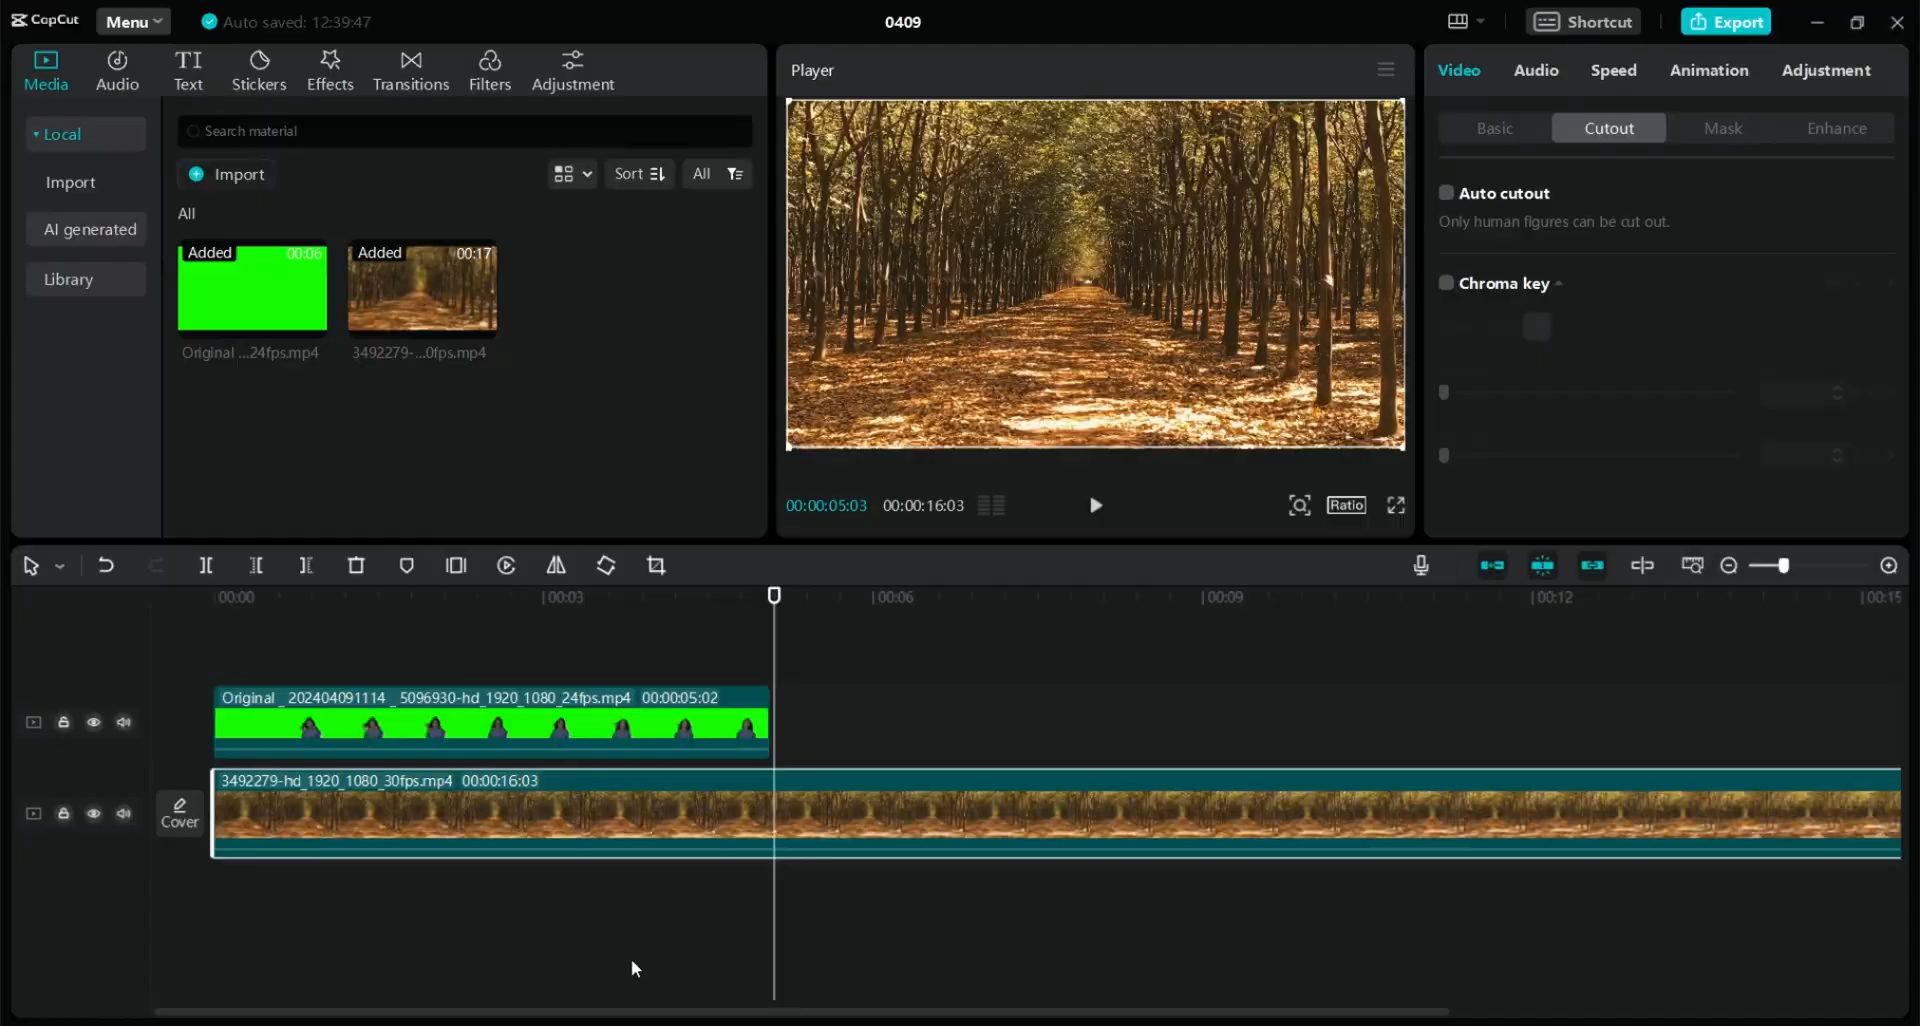 CapCut
Menu
Auto saved: 12:39:47
0409
Shortcut
Export
Media
Audio
Text
Stickers
Effects
Transitions
Filters
Adjustment
Local
Import
AI generated
Library
Search material
Import
Sort
All
All
Added 00:06
Original ...24fps.mp4
Added 00:17
3492279-...0fps.mp4
Player
00:00:05:03 00:00:16:03
Ratio
Video
Audio
Speed
Animation
Adjustment
Basic
Cutout
Mask
Enhance
Auto cutout
Only human figures can be cut out.
Chroma key
00:00
00:03
00:06
00:09
00:12
00:15
Original _ 202404091114 _ 5096930-hd_1920_1080_24fps.mp4 00:00:05:02
3492279-hd_1920_1080_30fps.mp4 00:00:16:03
Cover